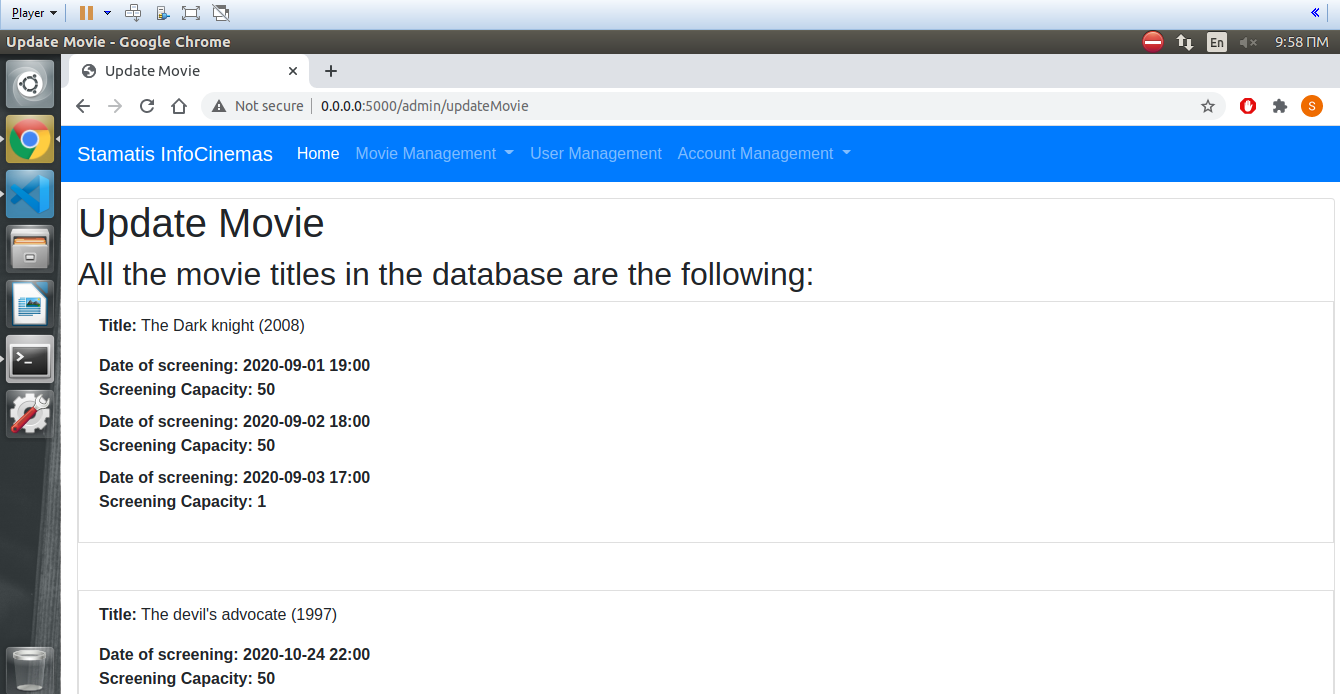 Player
Update Movie - Google Chrome
En
9:58 ΠΜ
Update Movie
Not secure
0.0.0.0:5000/admin/updateMovie
S
Stamatis InfoCinemas Home Movie Management User Management Account Management
Update Movie
All the movie titles in the database are the following:
Title: The Dark knight (2008)
Date of screening: 2020-09-01 19:00
Screening Capacity: 50
Date of screening: 2020-09-02 18:00
Screening Capacity: 50
Date of screening: 2020-09-03 17:00
Screening Capacity: 1
Title: The devil's advocate (1997)
Date of screening: 2020-10-24 22:00
Screening Capacity: 50